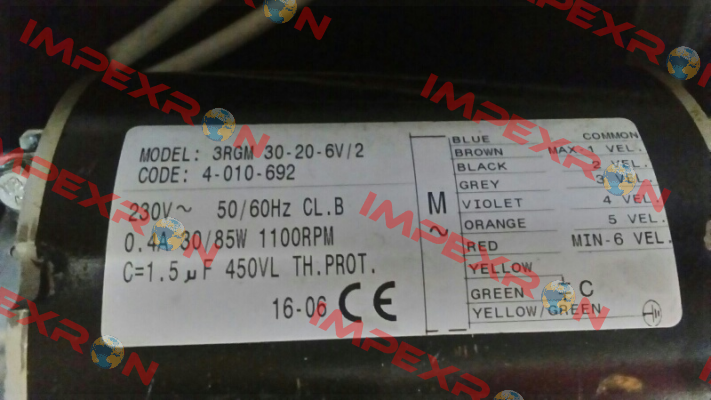 MODEL: 3RGM 30-20-6V/2
CODE: 4-010-692
230V~ 50/60Hz CL.B
0.4A 30/85W 1100RPM
C=1.5µF 450VL TH.PROT.
16-06 CE
M
~
BLUE COMMON
BROWN MAX-1 VEL.
BLACK 2 VEL.
GREY 3 VEL.
VIOLET 4 VEL.
ORANGE 5 VEL.
RED MIN-6 VEL.
YELLOW
GREEN C
YELLOW/GREEN
IMPEXRON
IMPEXRON
IMPEXRON
IMPEXRON
IMPEXRON